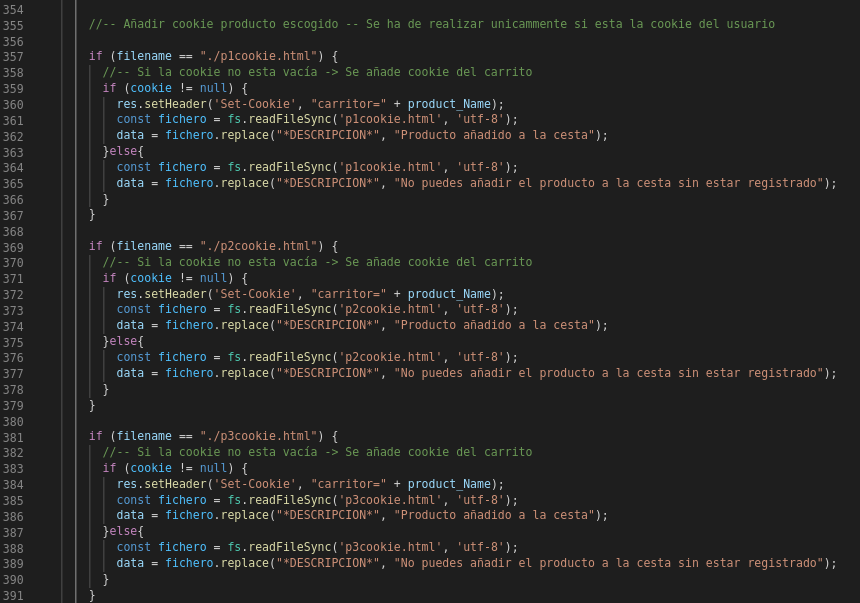 354
355 //-- Añadir cookie producto escogido -- Se ha de realizar unicamente si esta la cookie del usuario
356
357 if (filename == "./p1cookie.html") {
358 //-- Si la cookie no esta vacía -> Se añade cookie del carrito
359 if (cookie != null) {
360 res.setHeader('Set-Cookie', "carritor=" + product_Name);
361 const fichero = fs.readFileSync('p1cookie.html', 'utf-8');
362 data = fichero.replace("*DESCRIPCION*", "Producto añadido a la cesta");
363 }else{
364 const fichero = fs.readFileSync('p1cookie.html', 'utf-8');
365 data = fichero.replace("*DESCRIPCION*", "No puedes añadir el producto a la cesta sin estar registrado");
366 }
367 }
368
369 if (filename == "./p2cookie.html") {
370 //-- Si la cookie no esta vacía -> Se añade cookie del carrito
371 if (cookie != null) {
372 res.setHeader('Set-Cookie', "carritor=" + product_Name);
373 const fichero = fs.readFileSync('p2cookie.html', 'utf-8');
374 data = fichero.replace("*DESCRIPCION*", "Producto añadido a la cesta");
375 }else{
376 const fichero = fs.readFileSync('p2cookie.html', 'utf-8');
377 data = fichero.replace("*DESCRIPCION*", "No puedes añadir el producto a la cesta sin estar registrado");
378 }
379 }
380
381 if (filename == "./p3cookie.html") {
382 //-- Si la cookie no esta vacía -> Se añade cookie del carrito
383 if (cookie != null) {
384 res.setHeader('Set-Cookie', "carritor=" + product_Name);
385 const fichero = fs.readFileSync('p3cookie.html', 'utf-8');
386 data = fichero.replace("*DESCRIPCION*", "Producto añadido a la cesta");
387 }else{
388 const fichero = fs.readFileSync('p3cookie.html', 'utf-8');
389 data = fichero.replace("*DESCRIPCION*", "No puedes añadir el producto a la cesta sin estar registrado");
390 }
391 }